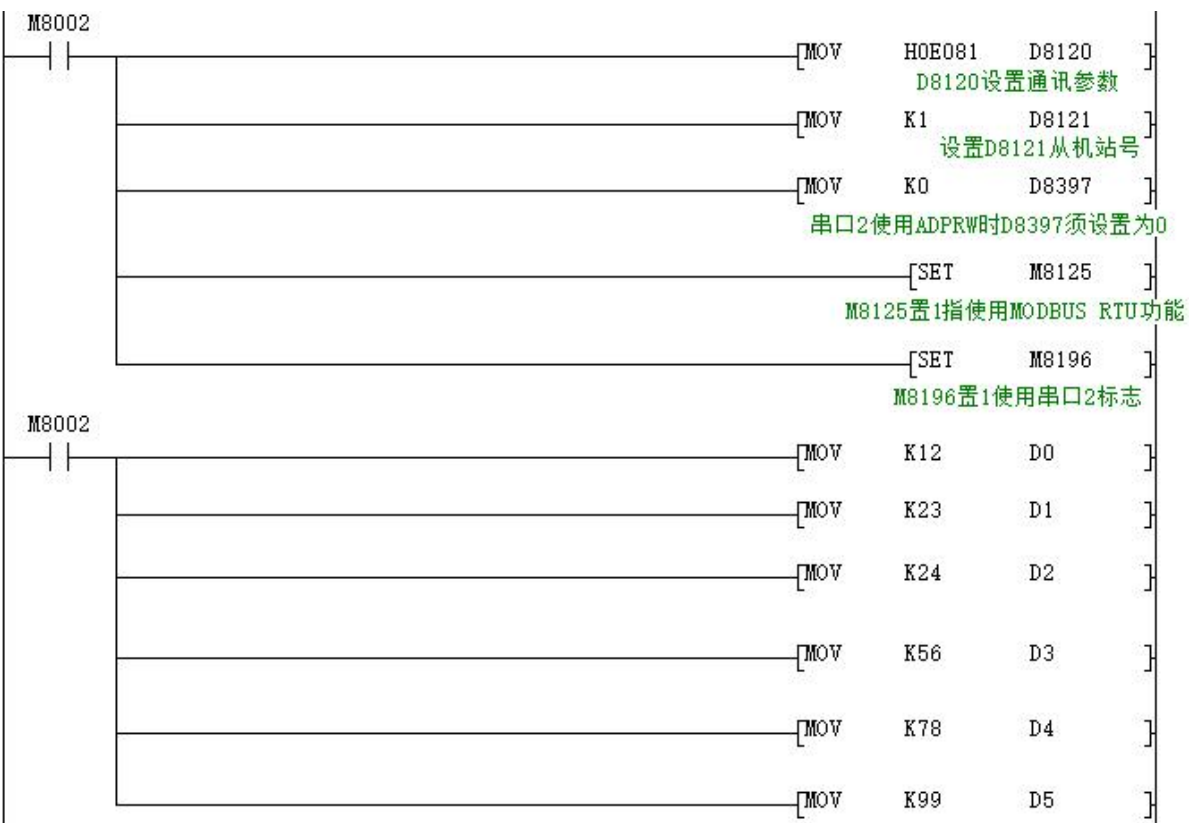 M8002
[MOV H0E081 D8120 ]
D8120设置通讯参数
[MOV K1 D8121 ]
设置D8121从机站号
[MOV K0 D8397 ]
串口2使用ADPRW时D8397须设置为0
[SET M8125 ]
M8125置1指使用MODBUS RTU功能
[SET M8196 ]
M8196置1使用串口2标志
M8002
[MOV K12 D0 ]
[MOV K23 D1 ]
[MOV K24 D2 ]
[MOV K56 D3 ]
[MOV K78 D4 ]
[MOV K99 D5 ]